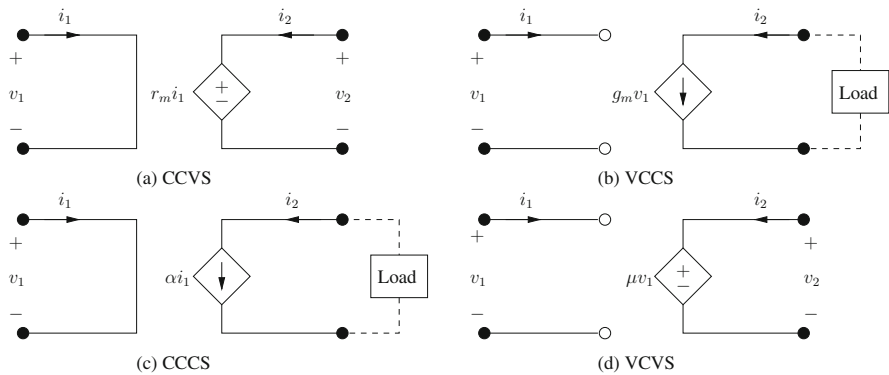 i₁ i₂ i₁ i₂
+ + +
v₁ rₘi₁ + − v₂ v₁ gₘv₁ Load
− − −
(a) CCVS (b) VCCS
i₁ i₂ i₁ i₂
+ + +
v₁ αi₁ Load v₁ μv₁ + − v₂
− − −
(c) CCCS (d) VCVS